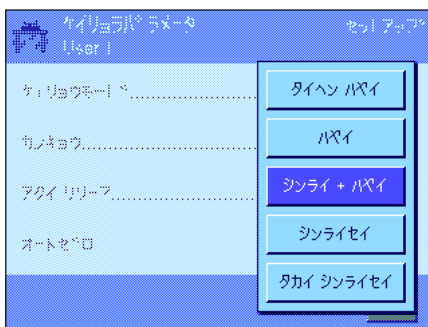 ケイリョウパラメータ セットアップ
User 1
ケイリョウモード......................
カンキョウ......................
アタイ リリース......................
オートゼロ
タイヘン ハヤイ
ハヤイ
シンライ + ハヤイ
シンライセイ
タカイ シンライセイ